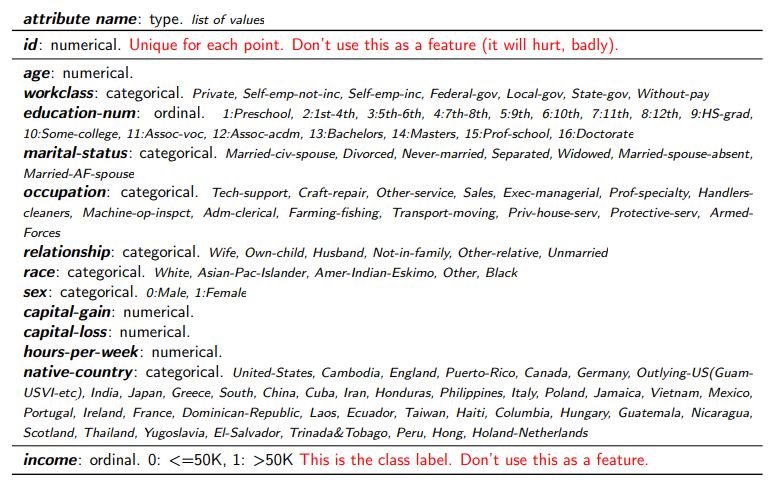 attribute name: type. list of values
id: numerical. Unique for each point. Don't use this as a feature (it will hurt, badly).
age: numerical.
workclass: categorical. Private, Self-emp-not-inc, Self-emp-inc, Federal-gov, Local-gov, State-gov, Without-pay
education-num: ordinal. 1:Preschool, 2:1st-4th, 3:5th-6th, 4:7th-8th, 5:9th, 6:10th, 7:11th, 8:12th, 9:HS-grad,
10:Some-college, 11:Assoc-voc, 12:Assoc-acdm, 13:Bachelors, 14:Masters, 15:Prof-school, 16:Doctorate
marital-status: categorical. Married-civ-spouse, Divorced, Never-married, Separated, Widowed, Married-spouse-absent,
Married-AF-spouse
occupation: categorical. Tech-support, Craft-repair, Other-service, Sales, Exec-managerial, Prof-specialty, Handlers-
cleaners, Machine-op-inspct, Adm-clerical, Farming-fishing, Transport-moving, Priv-house-serv, Protective-serv, Armed-
Forces
relationship: categorical. Wife, Own-child, Husband, Not-in-family, Other-relative, Unmarried
race: categorical. White, Asian-Pac-Islander, Amer-Indian-Eskimo, Other, Black
sex: categorical. 0:Male, 1:Female
capital-gain: numerical.
capital-loss: numerical.
hours-per-week: numerical.
native-country: categorical. United-States, Cambodia, England, Puerto-Rico, Canada, Germany, Outlying-US(Guam-
USVI-etc), India, Japan, Greece, South, China, Cuba, Iran, Honduras, Philippines, Italy, Poland, Jamaica, Vietnam, Mexico,
Portugal, Ireland, France, Dominican-Republic, Laos, Ecuador, Taiwan, Haiti, Columbia, Hungary, Guatemala, Nicaragua,
Scotland, Thailand, Yugoslavia, El-Salvador, Trinada&Tobago, Peru, Hong, Holand-Netherlands
income: ordinal. 0: <=50K, 1: >50K This is the class label. Don't use this as a feature.